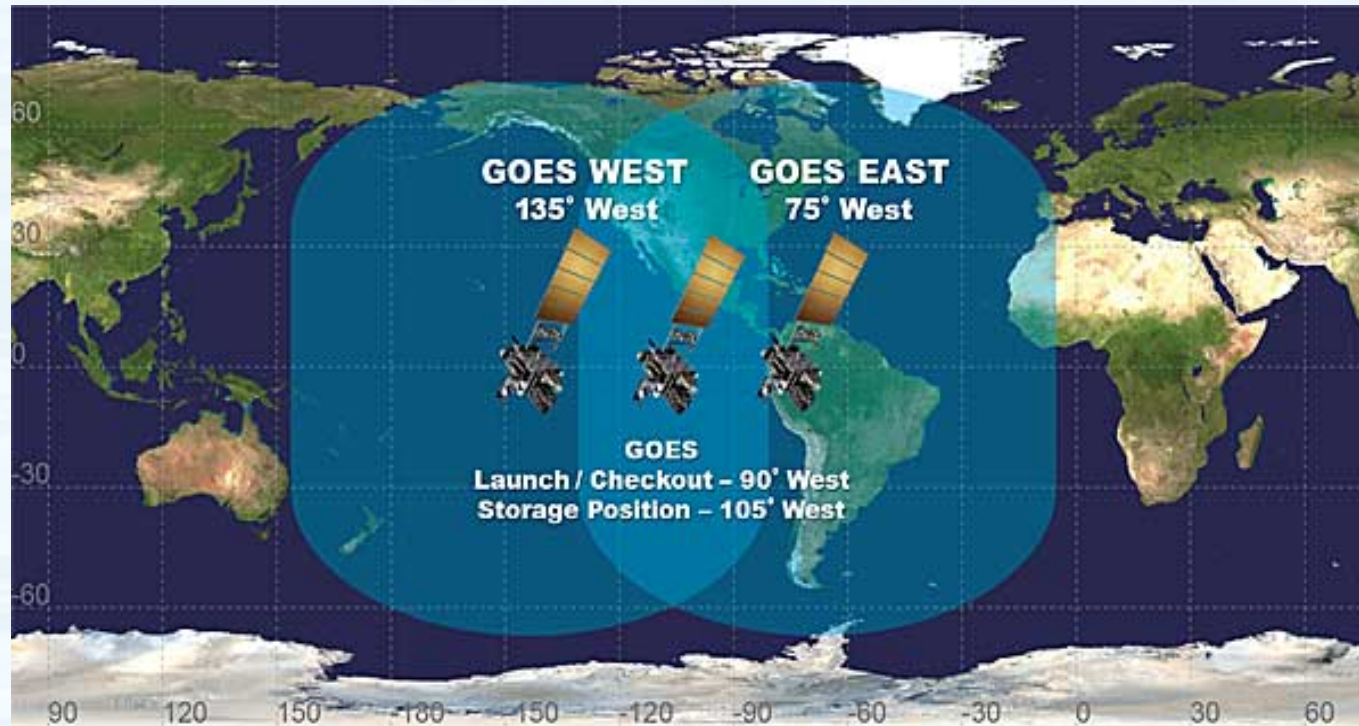 60
30
0
-30
-60
GOES WEST
135° West
GOES EAST
75° West
GOES
Launch / Checkout – 90° West
Storage Position – 105° West
90 120 150 -180 -150 -120 -90 -60 -30 0 30 60